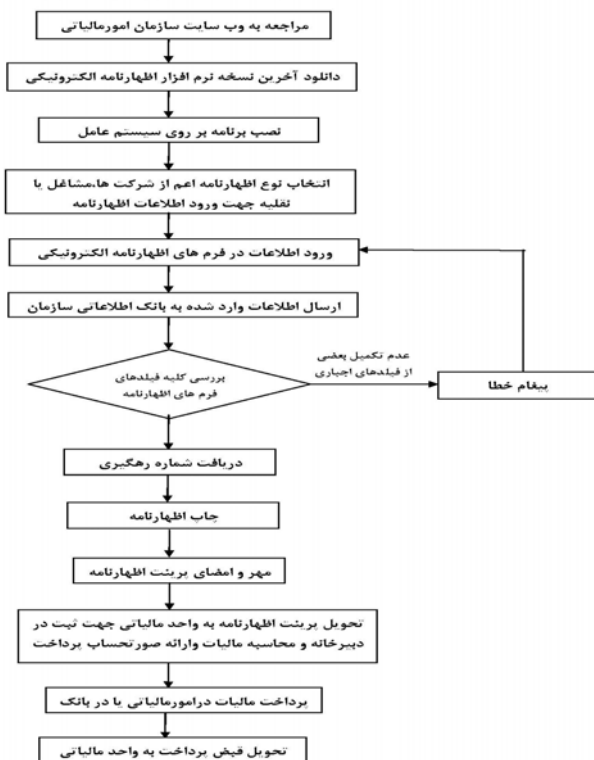 مراجعه به وب سایت سازمان امورمالیاتی
دانلود آخرین نسخه نرم افزار اظهارنامه الکترونیکی
نصب برنامه بر روی سیستم عامل
انتخاب نوع اظهارنامه اعم از شرکت ها،مشاغل یا
نقلیه جهت ورود اطلاعات اظهارنامه
ورود اطلاعات در فرم های اظهارنامه الکترونیکی
ارسال اطلاعات وارد شده به بانک اطلاعاتی سازمان
بررسی کلیه فیلدهای
فرم های اظهارنامه
عدم تکمیل بعضی
از فیلدهای اجباری
پیغام خطا
دریافت شماره رهگیری
چاپ اظهارنامه
مهر و امضای پرینت اظهارنامه
تحویل پرینت اظهارنامه به واحد مالیاتی جهت ثبت در
دبیرخانه و محاسبه مالیات وارائه صورتحساب پرداخت
پرداخت مالیات درامورمالیاتی یا در بانک
تحویل قبض پرداخت به واحد مالیاتی